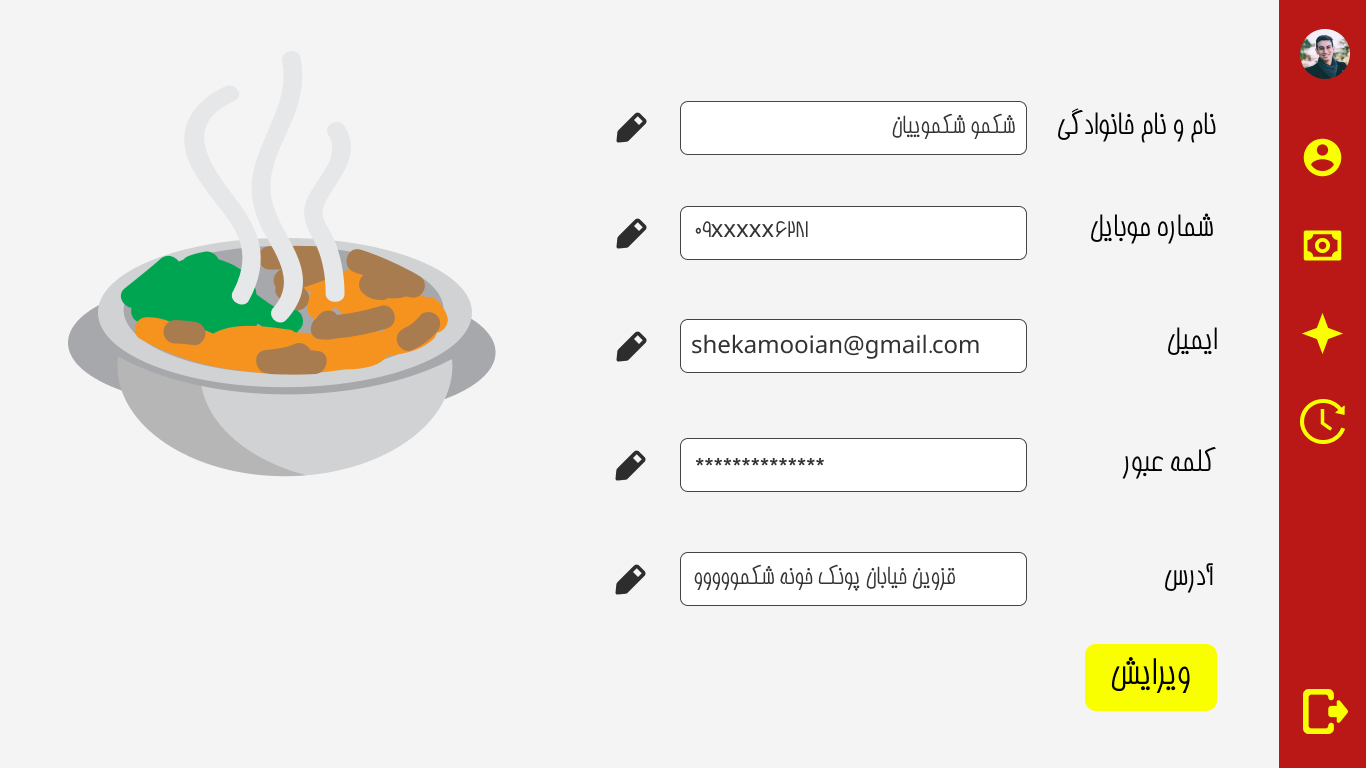 نام و نام خانوادگی
شکمو شکموییان
شماره موبایل
۰۹xxxxx۶۲۸۱
ایمیل
shekamooian@gmail.com
کلمه عبور
**************
آدرس
قزوین خیابان پونک خونه شکمووووو
ویرایش